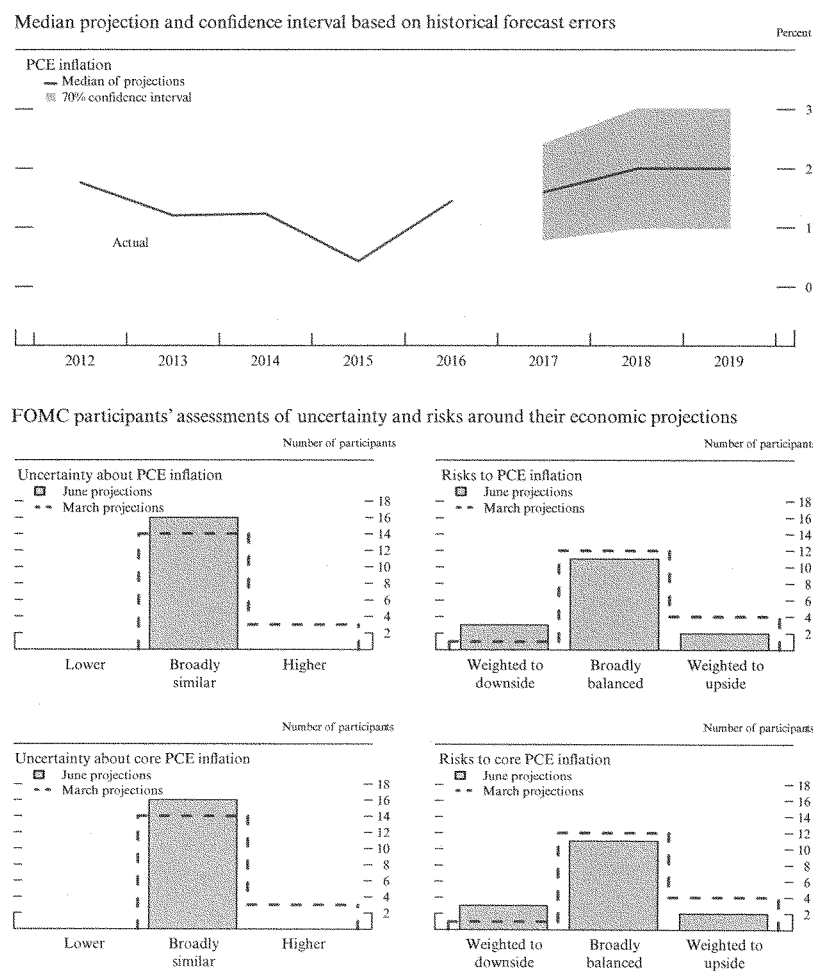 Median projection and confidence interval based on historical forecast errors
Percent
PCE inflation
Median of projections
70% confidence interval
3
2
1
0
Actual
2012 2013 2014 2015 2016 2017 2018 2019
FOMC participants' assessments of uncertainty and risks around their economic projections
Number of participants
Uncertainty about PCE inflation
June projections
March projections
18
16
14
12
10
8
6
4
2
Lower Broadly similar Higher
Number of participants
Risks to PCE inflation
June projections
March projections
18
16
14
12
10
8
6
4
2
Weighted to downside Broadly balanced Weighted to upside
Number of participants
Uncertainty about core PCE inflation
June projections
March projections
18
16
14
12
10
8
6
4
2
Lower Broadly similar Higher
Number of participants
Risks to core PCE inflation
June projections
March projections
18
16
14
12
10
8
6
4
2
Weighted to downside Broadly balanced Weighted to upside